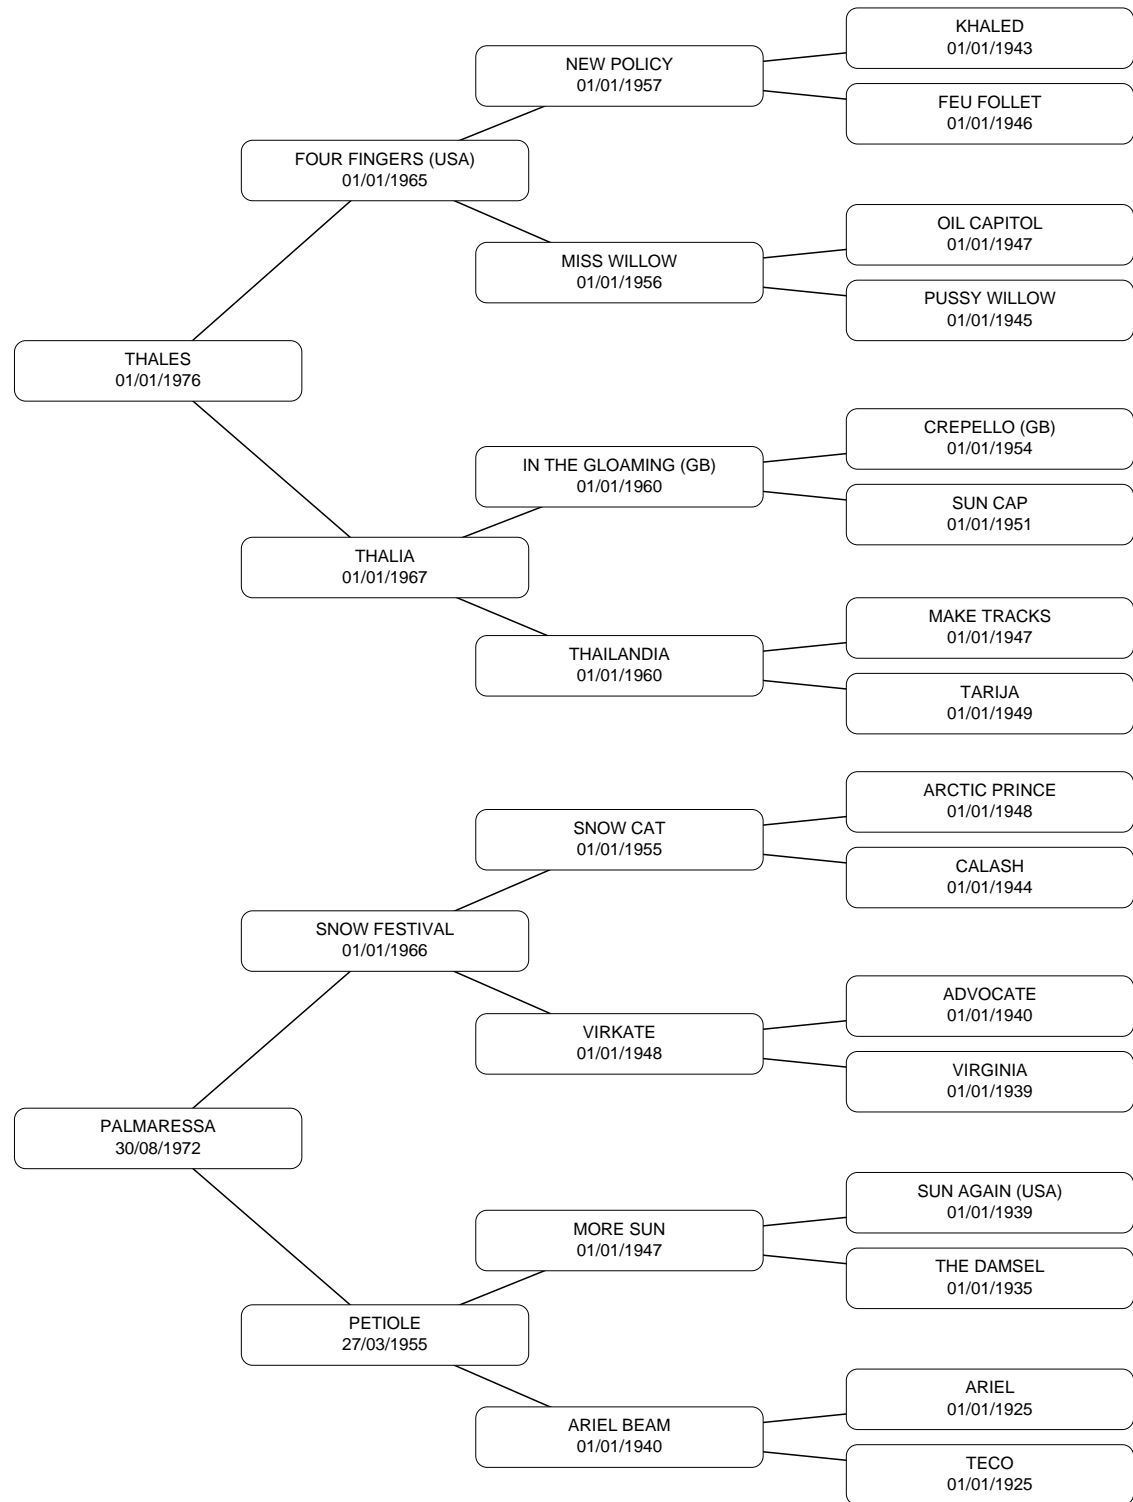 KHALED
01/01/1943
NEW POLICY
01/01/1957
FEU FOLLET
01/01/1946
FOUR FINGERS (USA)
01/01/1965
OIL CAPITOL
01/01/1947
MISS WILLOW
01/01/1956
PUSSY WILLOW
01/01/1945
THALES
01/01/1976
CREPELLO (GB)
01/01/1954
IN THE GLOAMING (GB)
01/01/1960
SUN CAP
01/01/1951
THALIA
01/01/1967
MAKE TRACKS
01/01/1947
THAILANDIA
01/01/1960
TARIJA
01/01/1949
ARCTIC PRINCE
01/01/1948
SNOW CAT
01/01/1955
CALASH
01/01/1944
SNOW FESTIVAL
01/01/1966
ADVOCATE
01/01/1940
VIRKATE
01/01/1948
VIRGINIA
01/01/1939
PALMARESSA
30/08/1972
SUN AGAIN (USA)
01/01/1939
MORE SUN
01/01/1947
THE DAMSEL
01/01/1935
PETIOLE
27/03/1955
ARIEL
01/01/1925
ARIEL BEAM
01/01/1940
TECO
01/01/1925